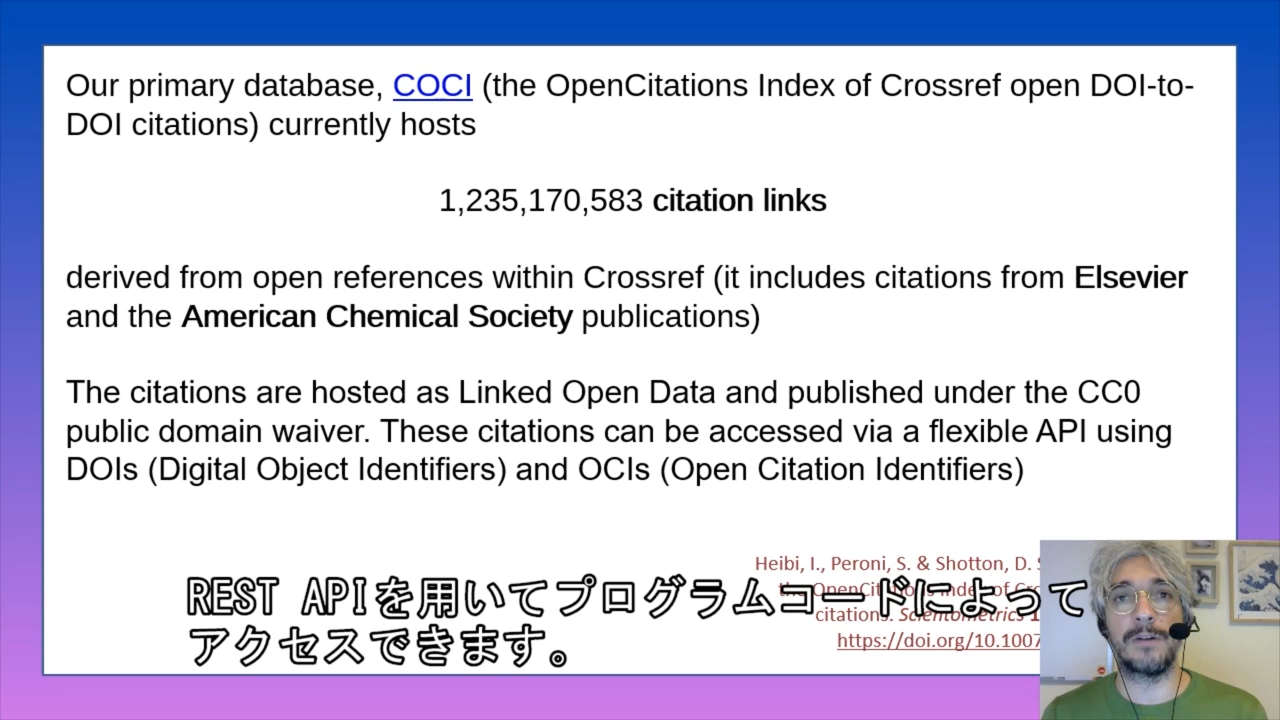 Our primary database, COCI (the OpenCitations Index of Crossref open DOI-to-
DOI citations) currently hosts
1,235,170,583 citation links
derived from open references within Crossref (it includes citations from Elsevier
and the American Chemical Society publications)
The citations are hosted as Linked Open Data and published under the CC0
public domain waiver. These citations can be accessed via a flexible API using
DOIs (Digital Object Identifiers) and OCIs (Open Citation Identifiers)
Heibi, I., Peroni, S. & Shotton, D.
the OpenCitations Index of
citations. Scientometrics
https://doi.org/10.1007
REST APIを用いてプログラムコードによって
アクセスできます。